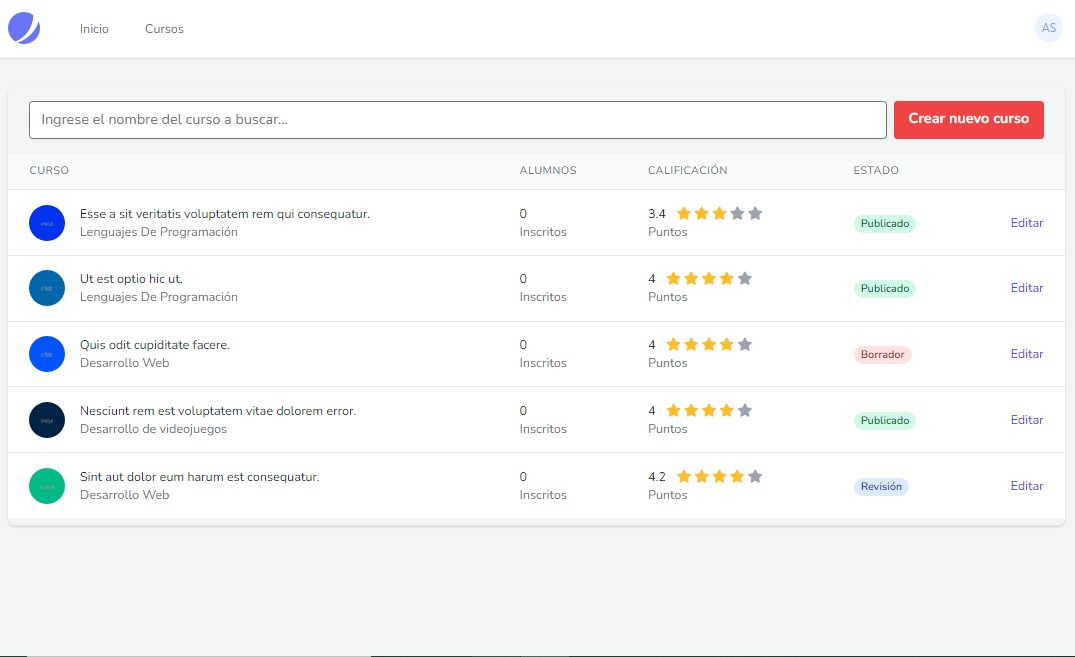 Inicio Cursos AS
Ingrese el nombre del curso a buscar... Crear nuevo curso
CURSO ALUMNOS CALIFICACIÓN ESTADO
Esse a sit veritatis voluptatem rem qui consequatur. 0 3.4
Lenguajes De Programación Inscritos Puntos Publicado Editar
Ut est optio hic ut. 0 4
Lenguajes De Programación Inscritos Puntos Publicado Editar
Quis odit cupiditate facere. 0 4
Desarrollo Web Inscritos Puntos Borrador Editar
Nesciunt rem est voluptatem vitae dolorem error. 0 4
Desarrollo de videojuegos Inscritos Puntos Publicado Editar
Sint aut dolor eum harum est consequatur. 0 4.2
Desarrollo Web Inscritos Puntos Revisión Editar